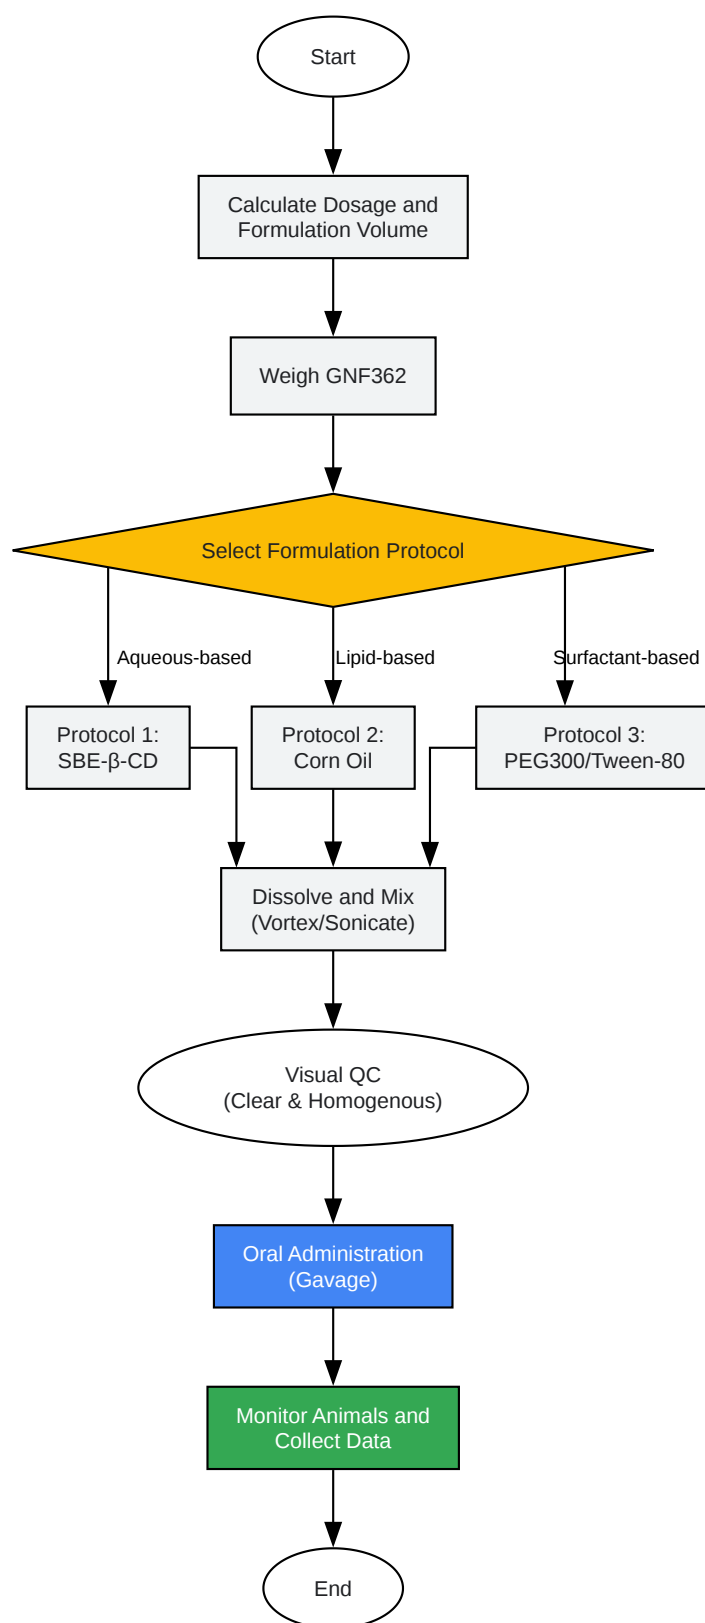 Start
Calculate Dosage and
Formulation Volume
Weigh GNF362
Select Formulation Protocol
Aqueous-based
Lipid-based
Surfactant-based
Protocol 1:
SBE-β-CD
Protocol 2:
Corn Oil
Protocol 3:
PEG300/Tween-80
Dissolve and Mix
(Vortex/Sonicate)
Visual QC
(Clear & Homogenous)
Oral Administration
(Gavage)
Monitor Animals and
Collect Data
End